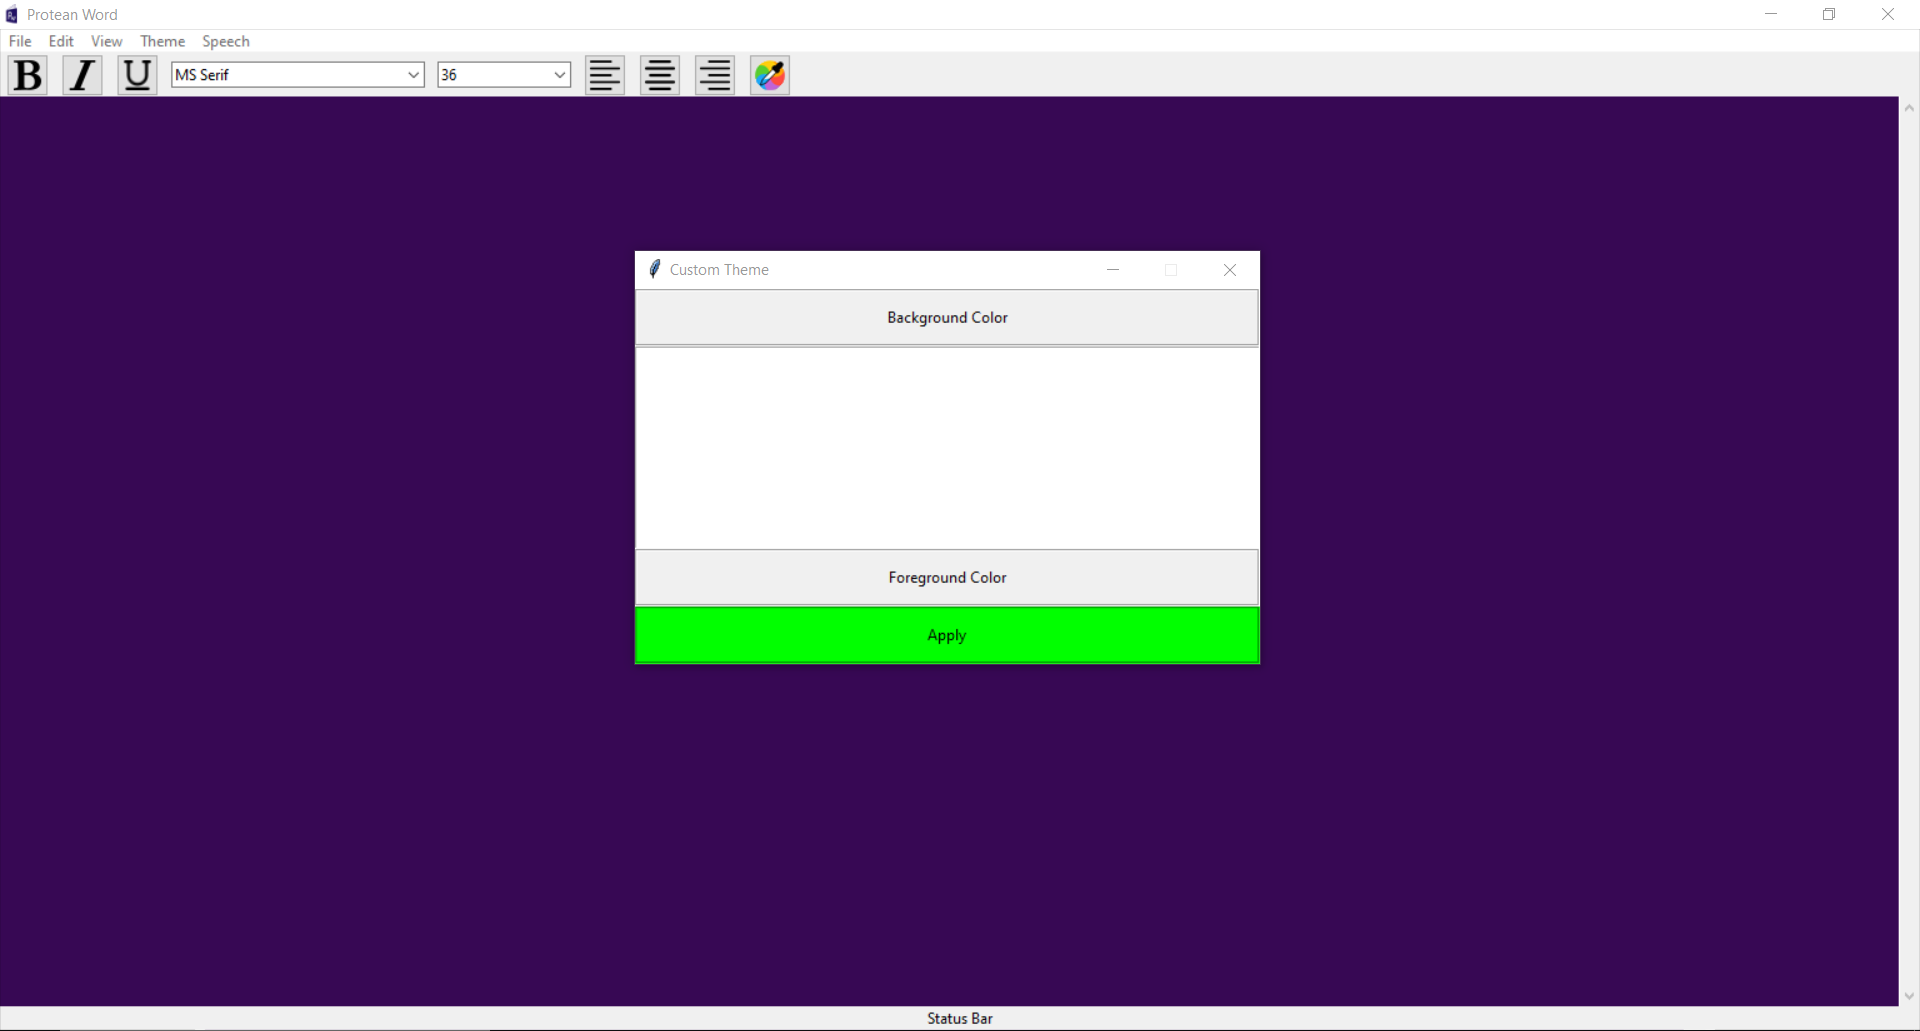 Protean Word
File Edit View Theme Speech
B I U MS Serif 36
Custom Theme
Background Color
Foreground Color
Apply
Status Bar